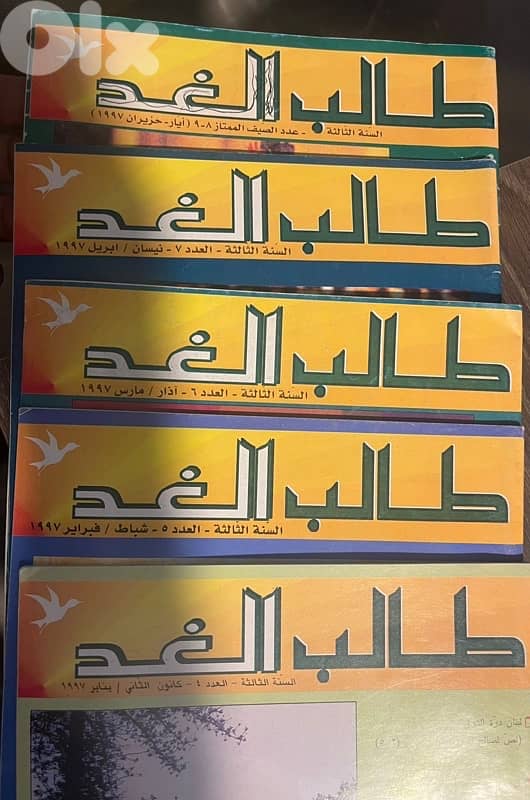 olx
طالب الغد
السنة الثالثة - عدد الصيف الممتاز ٨-٩ (أيار-حزيران ١٩٩٧)
طالب الغد
السنة الثالثة - العدد ٧ - نيسان / ابريل ١٩٩٧
طالب الغد
السنة الثالثة - العدد ٦ - آذار / مارس ١٩٩٧
طالب الغد
السنة الثالثة - العدد ٥ - شباط / فبراير ١٩٩٧
طالب الغد
السنة الثالثة - العدد ٤ - كانون الثاني / يناير ١٩٩٧
لبنان درة